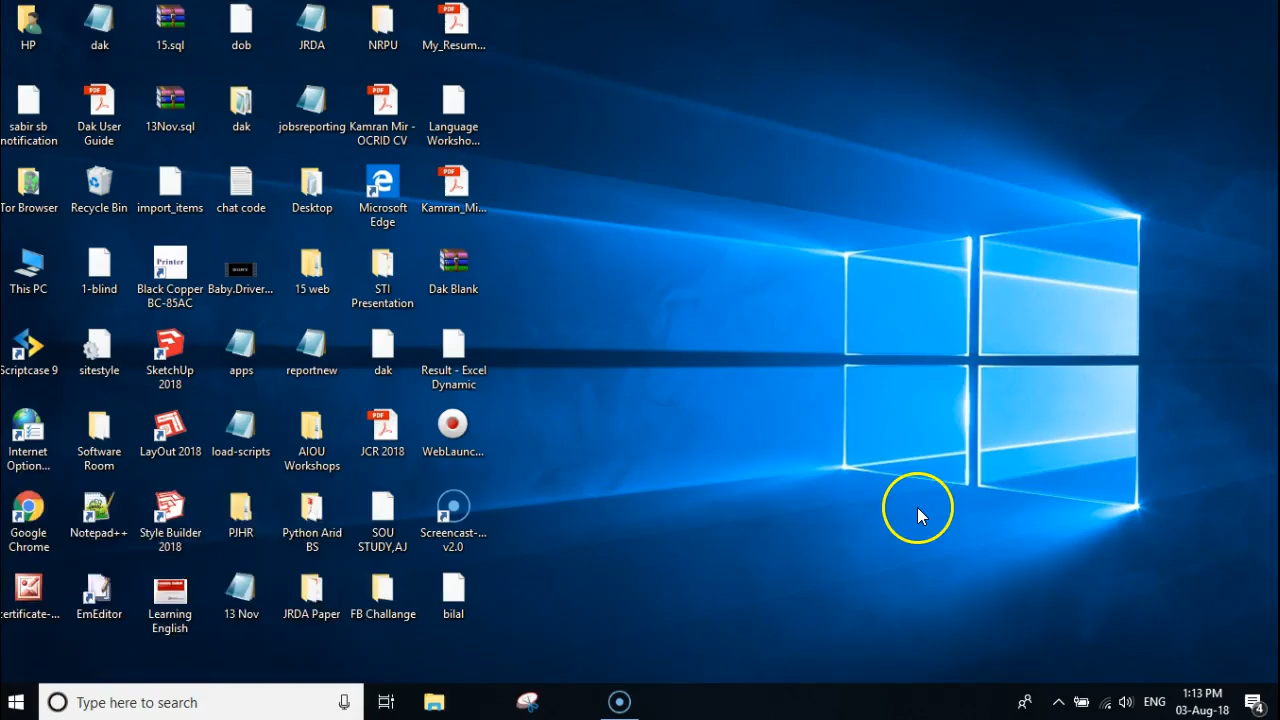 HP
dak
15.sql
dob
JRDA
NRPU
My_Resum...
sabir sb
notification
Dak User
Guide
13Nov.sql
dak
jobsreporting
Kamran Mir -
OCRID CV
Language
Worksho...
Tor Browser
Recycle Bin
import_items
chat code
Desktop
Microsoft
Edge
Kamran_Mi...
This PC
1-blind
Printer
Black Copper
BC-85AC
SONY
Baby.Driver...
15 web
STI
Presentation
Dak Blank
Scriptcase 9
sitestyle
SketchUp
2018
apps
reportnew
dak
Result - Excel
Dynamic
Internet
Option...
Software
Room
LayOut 2018
load-scripts
AIOU
Workshops
JCR 2018
WebLaunc...
Google
Chrome
Notepad++
Style Builder
2018
PJHR
Python Arid
BS
SOU
STUDY,AJ
Screencast-...
v2.0
certificate-...
EmEditor
Learning
English
13 Nov
JRDA Paper
FB Challange
bilal
Type here to search
ENG
1:13 PM
03-Aug-18
4